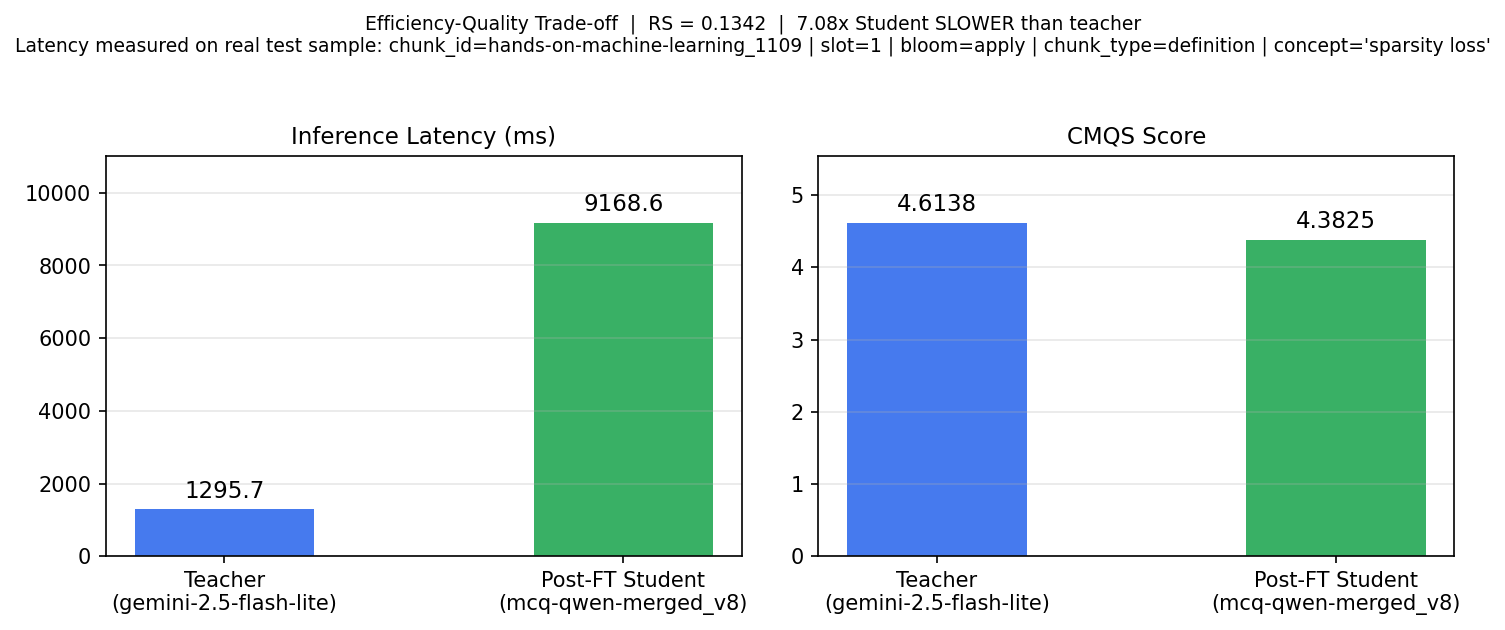 Efficiency-Quality Trade-off | RS = 0.1342 | 7.08x Student SLOWER than teacher
Latency measured on real test sample: chunk_id=hands-on-machine-learning_1109 | slot=1 | bloom=apply | chunk_type=definition | concept='sparsity loss'
Inference Latency (ms)
10000
8000
6000
4000
2000
0
1295.7
9168.6
Teacher
(gemini-2.5-flash-lite)
Post-FT Student
(mcq-qwen-merged_v8)
CMQS Score
5
4
3
2
1
0
4.6138
4.3825
Teacher
(gemini-2.5-flash-lite)
Post-FT Student
(mcq-qwen-merged_v8)